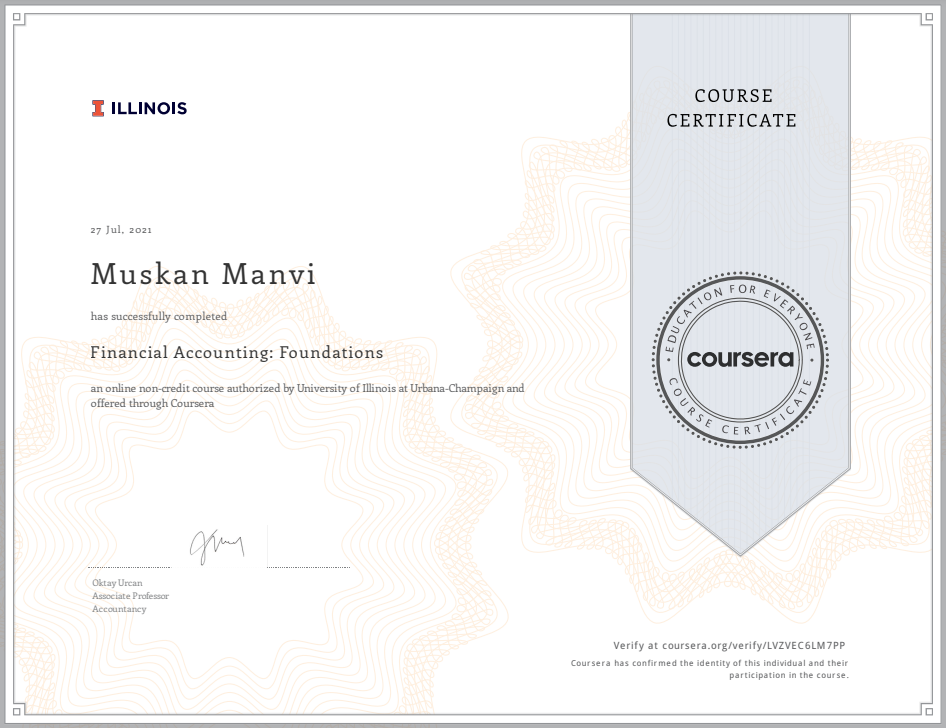 COURSE
CERTIFICATE
ILLINOIS
27 Jul, 2021
Muskan Manvi
has successfully completed
Financial Accounting: Foundations
an online non-credit course authorized by University of Illinois at Urbana-Champaign and
offered through Coursera
EDUCATION FOR EVERYONE
coursera
COURSE CERTIFICATE
Oktay Urcan
Associate Professor
Accountancy
Verify at coursera.org/verify/LVZVEC6LM7PP
Coursera has confirmed the identity of this individual and their
participation in the course.